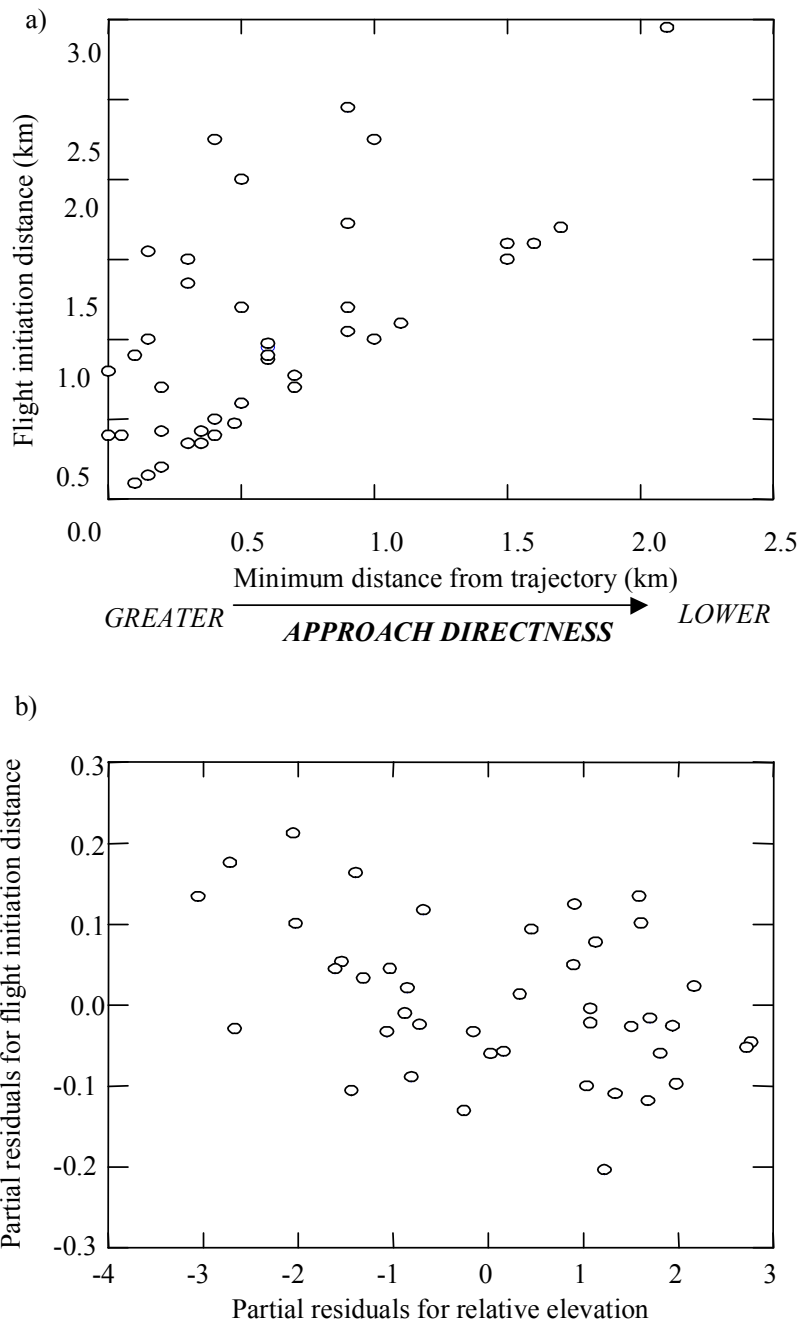 a)
Flight initiation distance (km)
3.0
2.5
2.0
1.5
1.0
0.5
0.0
0.5 1.0 1.5 2.0 2.5
Minimum distance from trajectory (km)
GREATER APPROACH DIRECTNESS LOWER
b)
Partial residuals for flight initiation distance
0.3
0.2
0.1
0.0
-0.1
-0.2
-0.3
-4 -3 -2 -1 0 1 2 3
Partial residuals for relative elevation